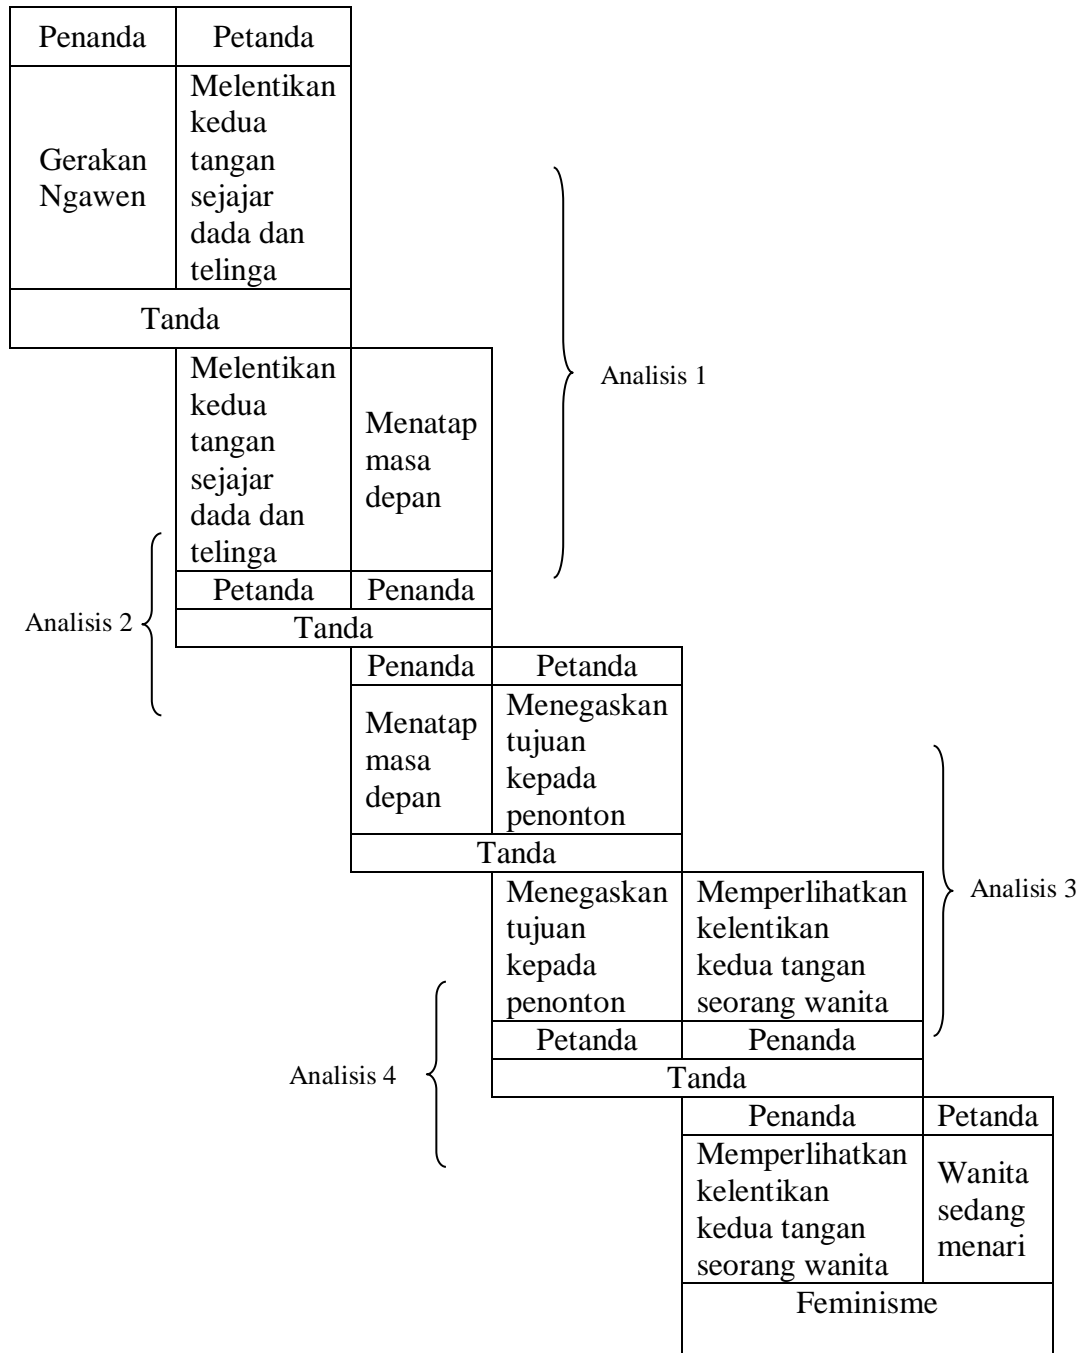 Penanda Petanda
Gerakan
Ngawen
Melentikan
kedua
tangan
sejajar
dada dan
telinga
Tanda
Melentikan
kedua
tangan
sejajar
dada dan
telinga
Menatap
masa
depan
Analisis 1
Petanda Penanda
Tanda
Analisis 2
Penanda Petanda
Menatap
masa
depan
Menegaskan
tujuan
kepada
penonton
Tanda
Menegaskan
tujuan
kepada
penonton
Memperlihatkan
kelentikan
kedua tangan
seorang wanita
Analisis 3
Petanda Penanda
Tanda
Analisis 4
Penanda Petanda
Memperlihatkan
kelentikan
kedua tangan
seorang wanita
Wanita
sedang
menari
Feminisme